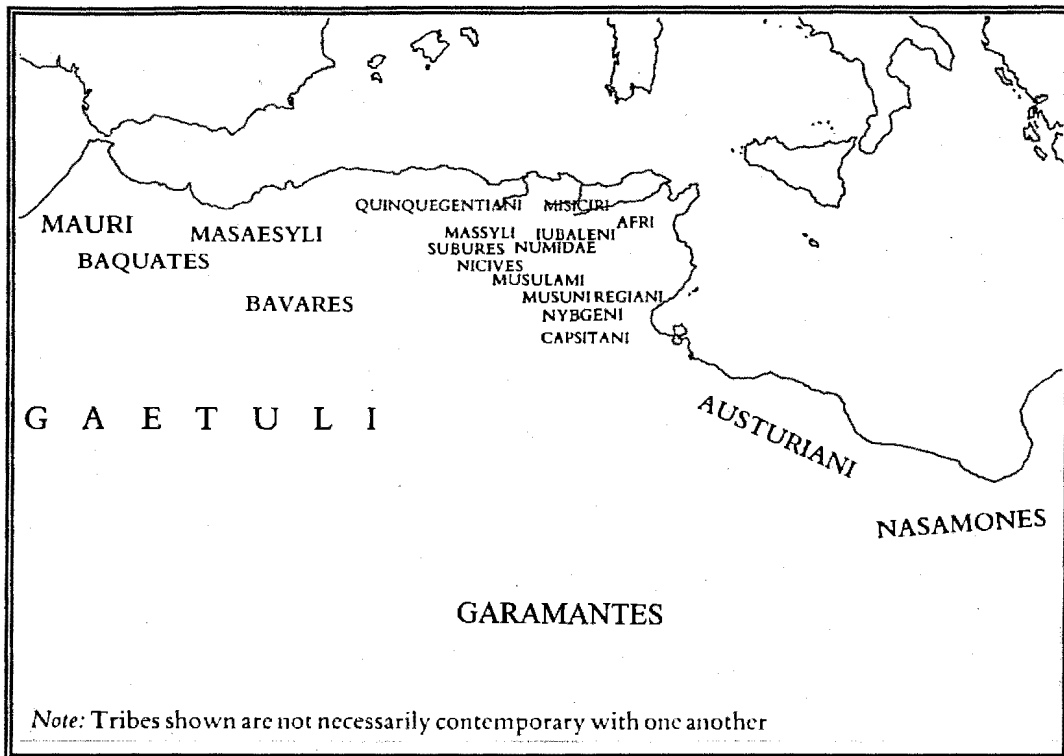 QUINQUEGENTIANI MISICIRI
MAURI MASAESYLI MASSYLI IUBALENI AFRI
BAQUATES SUBURES NUMIDAE
NICIVES
MUSULAMI
BAVARES MUSUNI REGIANI
NYBGENI
CAPSITANI
GAETULI AUSTURIANI
NASAMONES
GARAMANTES
Note: Tribes shown are not necessarily contemporary with one another